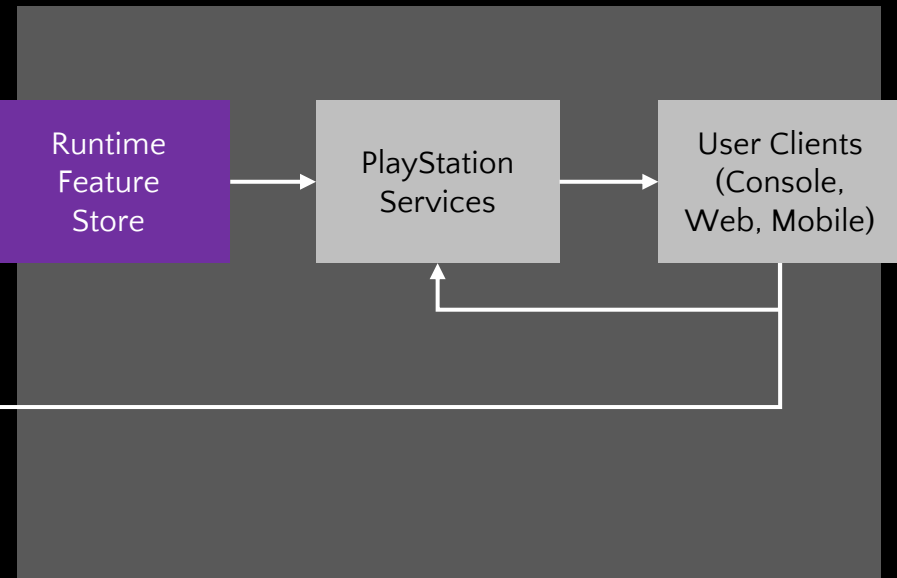 Runtime
Feature
Store
PlayStation
Services
User Clients
(Console,
Web, Mobile)